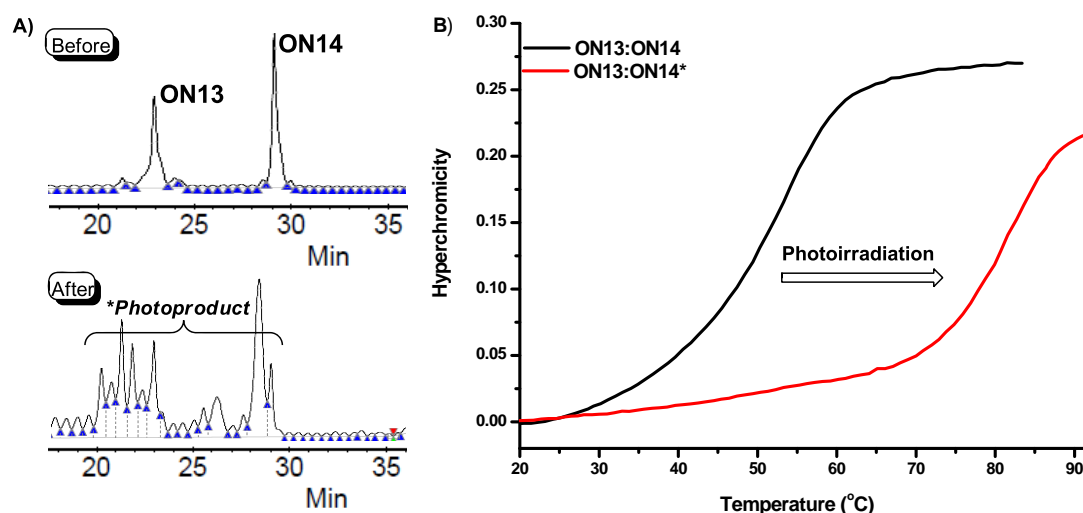 A)
Before
ON13
ON14
20 25 30 35
Min
After
*Photoproduct
20 25 30 35
Min
B)
Hyperchronicity
0.30
0.25
0.20
0.15
0.10
0.05
0.00
ON13:ON14
ON13:ON14*
Photoirradiation
20 30 40 50 60 70 80 90
Temperature (°C)